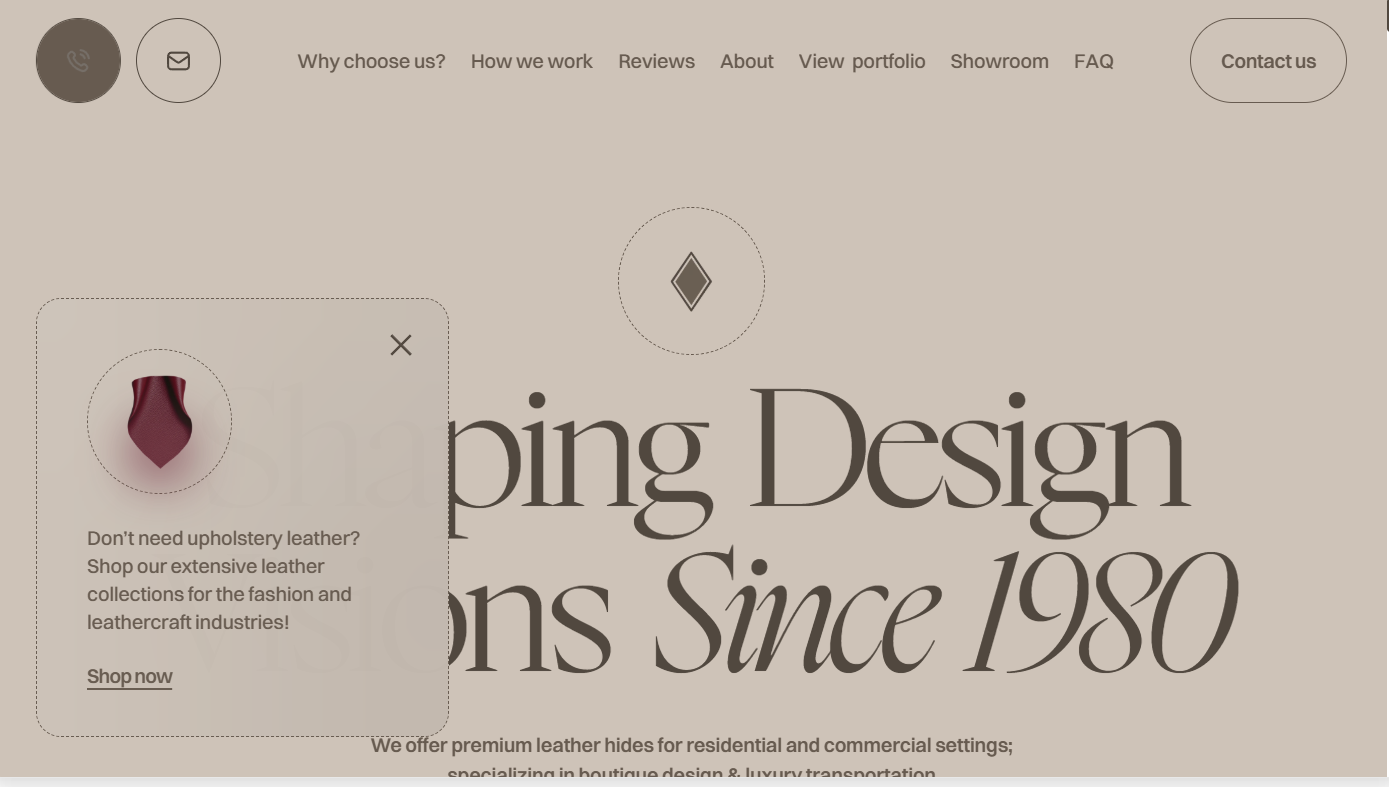 Why choose us?
How we work
Reviews
About
View portfolio
Showroom
FAQ
Contact us
Shaping Design
Visions Since 1980
Don't need upholstery leather?
Shop our extensive leather
collections for the fashion and
leathercraft industries!
Shop now
We offer premium leather hides for residential and commercial settings;
specializing in boutique design & luxury transportation